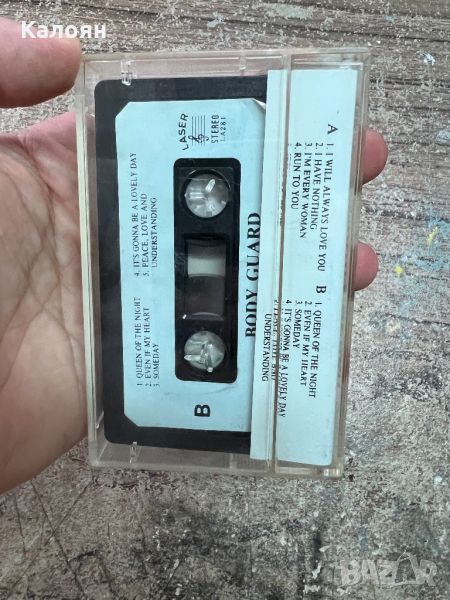 Калоян
LASER
STEREO
LA281
1. QUEEN OF THE NIGHT
2. EVEN IF MY HEART
3. SOMEDAY
4. IT'S GONNA BE A LOVELY DAY
5. PEACE, LOVE AND
UNDERSTANDING
B
BODY GUARD
A
1. I WILL ALWAYS LOVE YOU
2. I HAVE NOTHING
3. I'M EVERY WOMAN
4. RUN TO YOU
B
1. QUEEN OF THE NIGHT
2. EVEN IF MY HEART
3. SOMEDAY
4. IT'S GONNA BE A LOVELY DAY
UNDERSTANDING
BAZAR